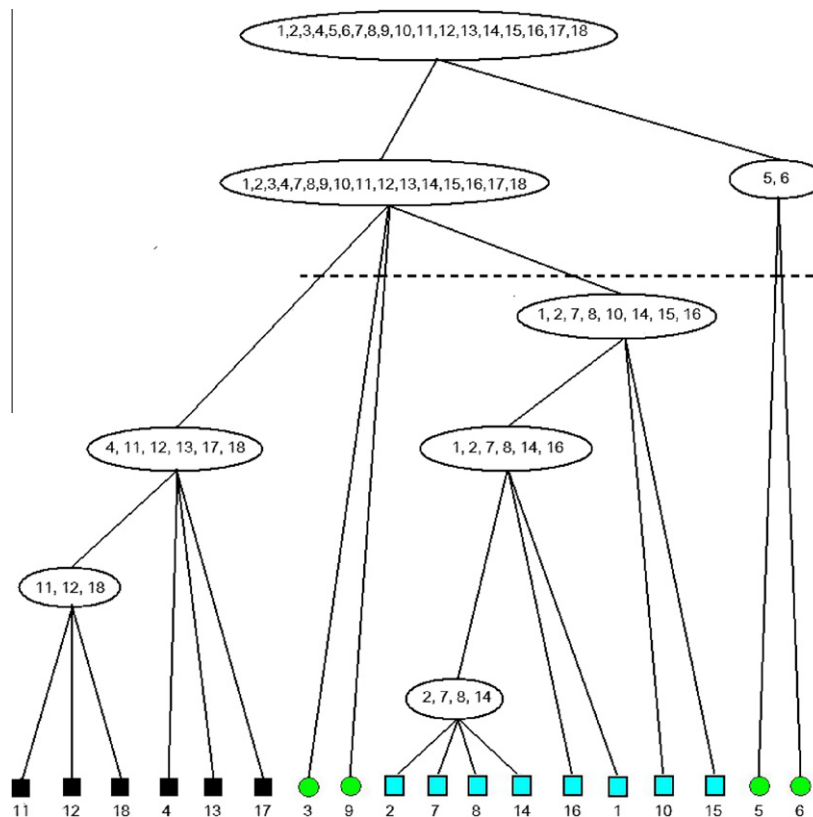 1,2,3,4,5,6,7,8,9,10,11,12,13,14,15,16,17,18
1,2,3,4,7,8,9,10,11,12,13,14,15,16,17,18
5, 6
1, 2, 7, 8, 10, 14, 15, 16
4, 11, 12, 13, 17, 18
1, 2, 7, 8, 14, 16
11, 12, 18
2, 7, 8, 14
11 12 18 4 13 17 3 9 2 7 8 14 16 1 10 15 5 6